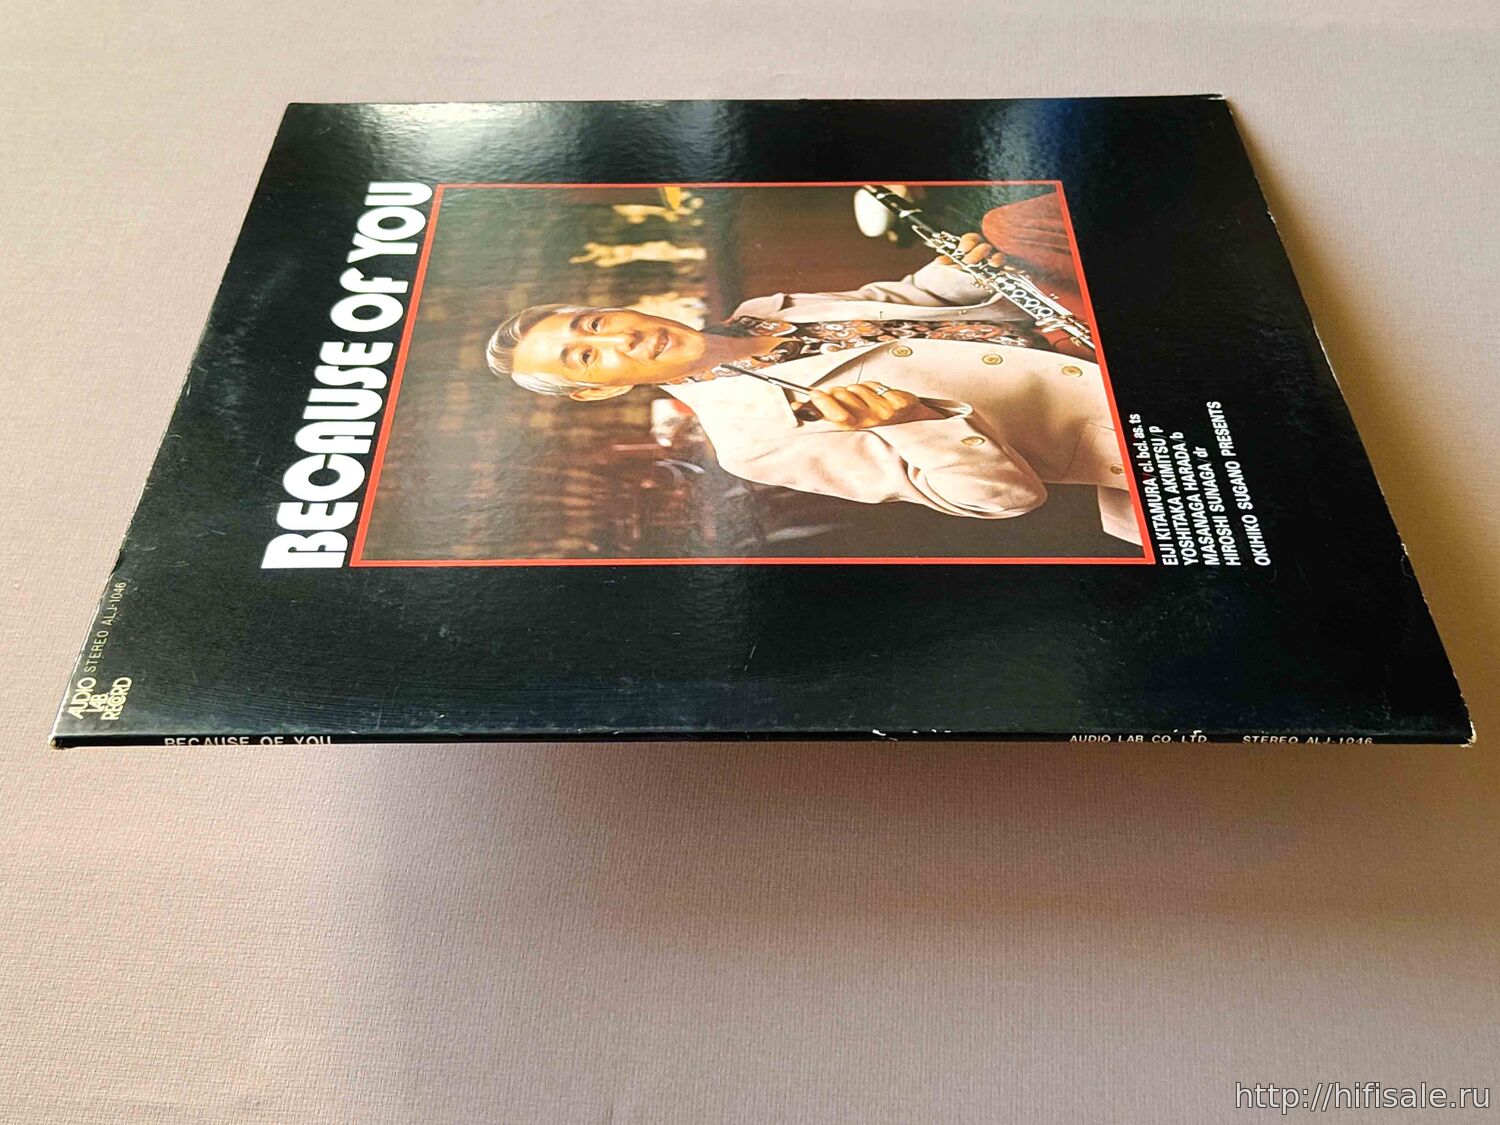 AUDIO
LAB.
RECORD
STEREO ALJ-1046
BECAUSE OF YOU
EIJI KITAMURA/cl. bcl. as. ts
YOSHITAKA AKIMITSU/p
MASANAGA HARADA/b
HIROSHI SUNAGA/dr
OKIHIKO SUGANO PRESENTS
BECAUSE OF YOU
AUDIO LAB. CO. LTD.
STEREO ALJ-1046
http://hifisale.ru